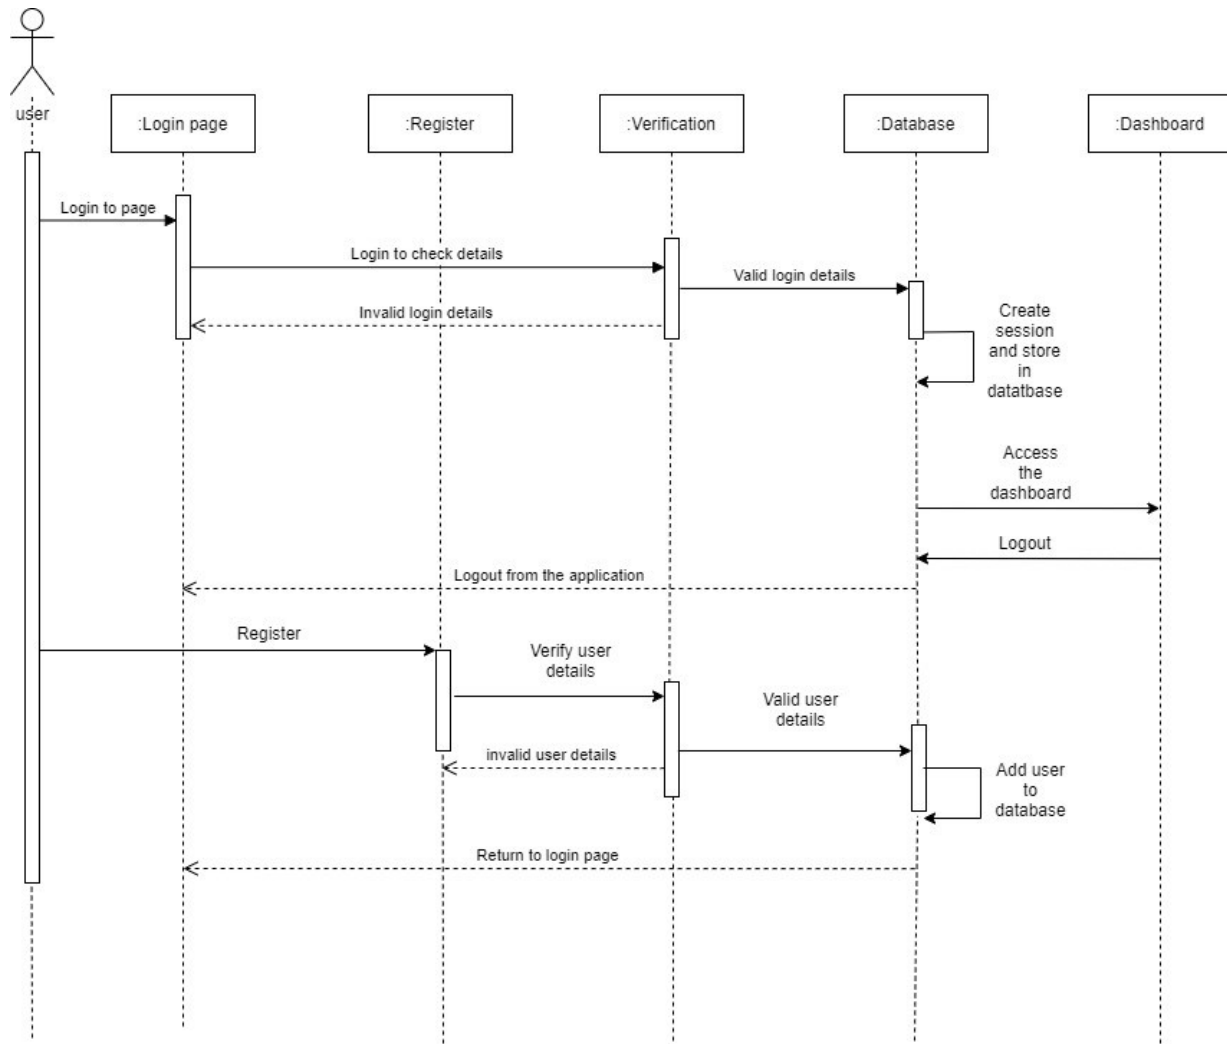 user
:Login page
:Register
:Verification
:Database
:Dashboard
Login to page
Login to check details
Valid login details
Invalid login details
Create
session
and store
in
datatbase
Access
the
dashboard
Logout
Logout from the application
Register
Verify user
details
Valid user
details
invalid user details
Add user
to
database
Return to login page